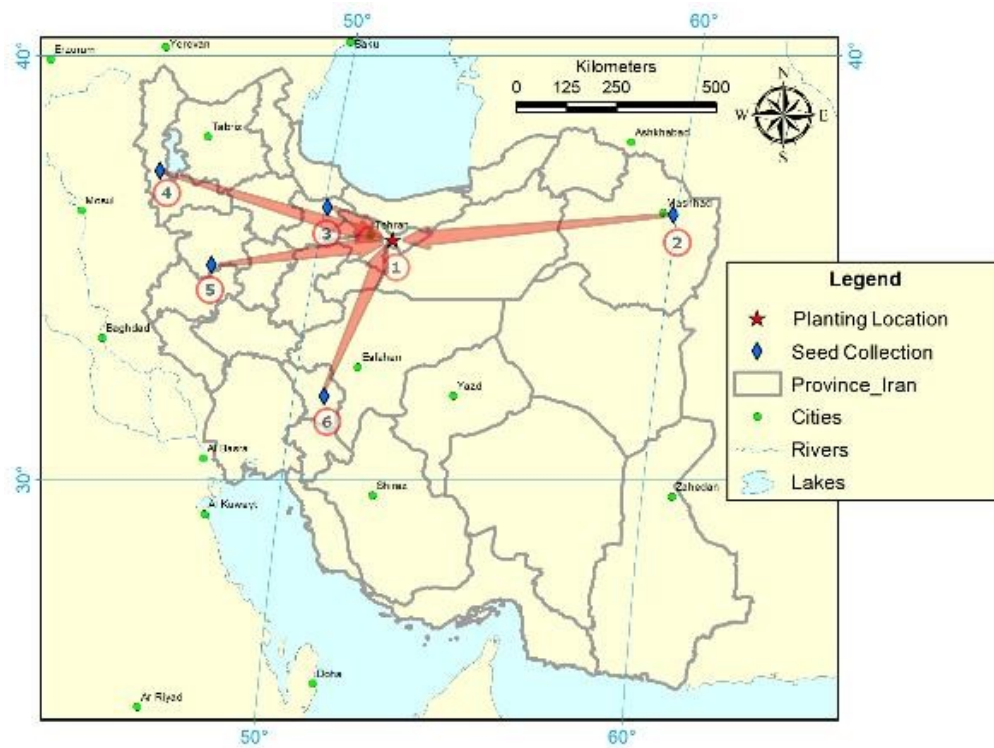 50°
60°
Erzurum
Yerevan
Baku
40°
40°
Kilometers
0 125 250 500
N
W E
S
Tabriz
Ashkhabad
Mosul
4
Mashhad
3
Tehran
2
1
5
Legend
Planting Location
Baghdad
Seed Collection
Esfahan
Province_Iran
Yazd
Cities
6
Al Basra
Rivers
30°
Shiraz
Zahedan
Lakes
Al Kuwayt
Doha
Ar Riyad
50°
60°